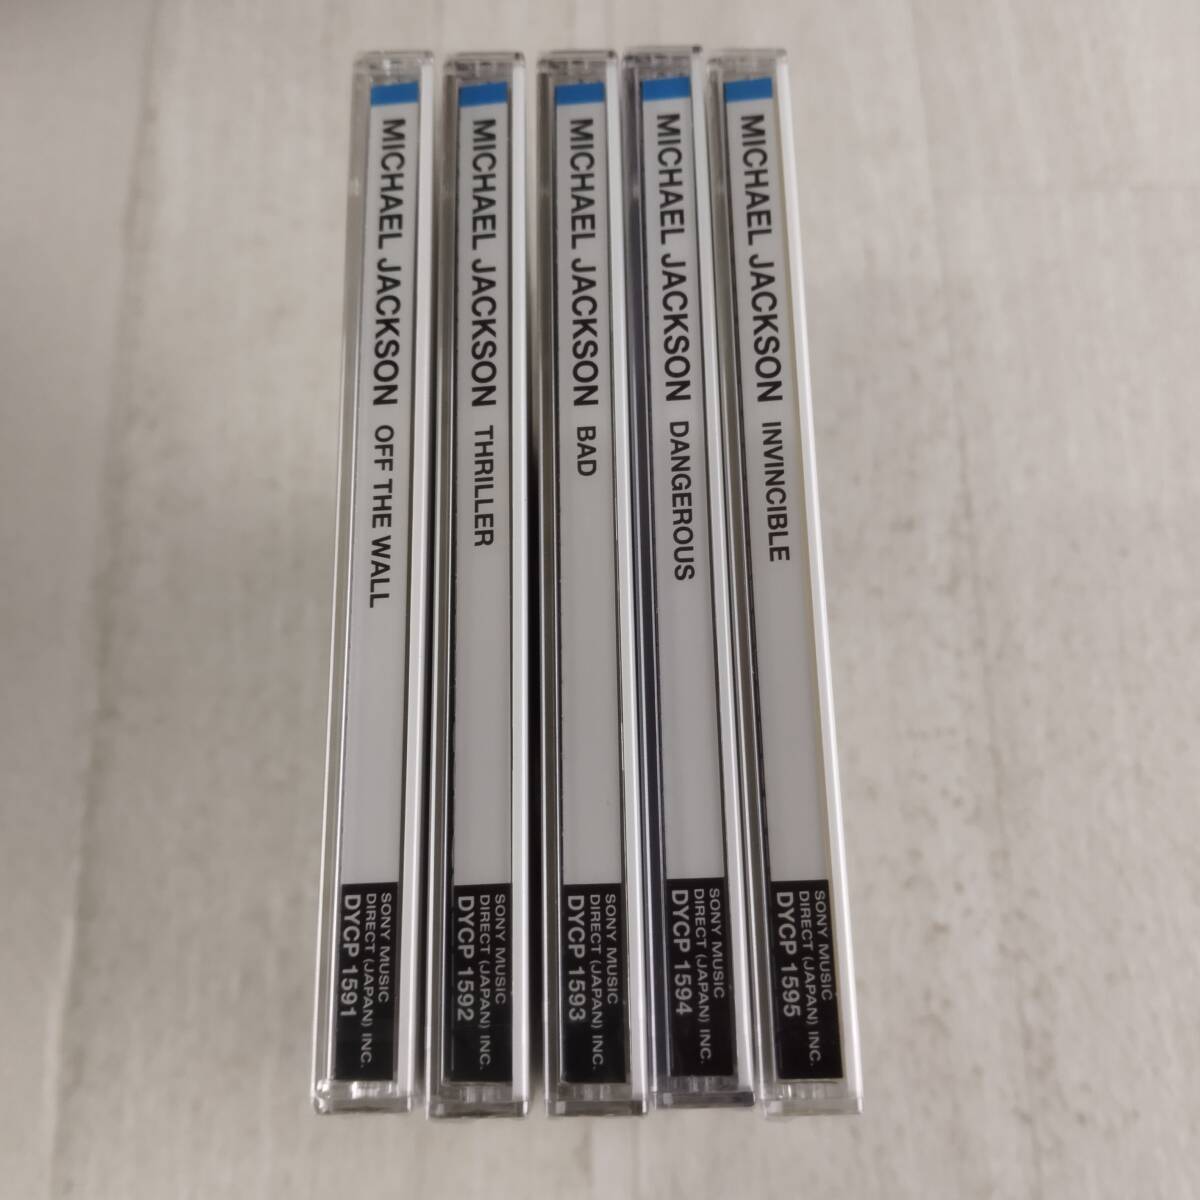 MICHAEL JACKSON OFF THE WALL
SONY MUSIC
DIRECT (JAPAN) INC.
DYCP 1591
MICHAEL JACKSON THRILLER
SONY MUSIC
DIRECT (JAPAN) INC.
DYCP 1592
MICHAEL JACKSON BAD
SONY MUSIC
DIRECT (JAPAN) INC.
DYCP 1593
MICHAEL JACKSON DANGEROUS
SONY MUSIC
DIRECT (JAPAN) INC.
DYCP 1594
MICHAEL JACKSON INVINCIBLE
SONY MUSIC
DIRECT (JAPAN) INC.
DYCP 1595